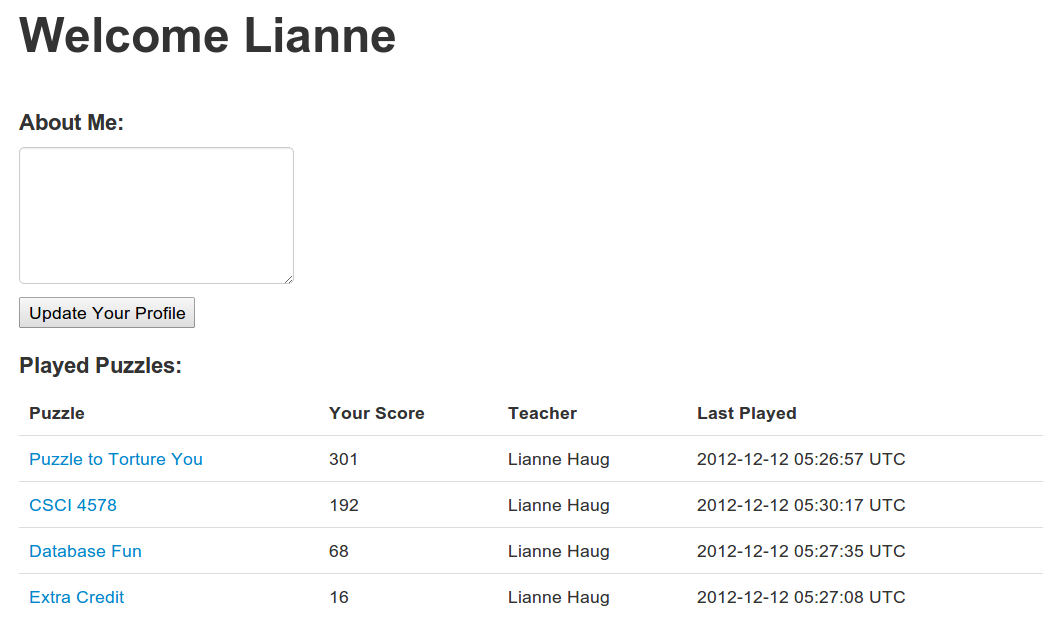 Welcome Lianne
About Me:
Update Your Profile
Played Puzzles:
Puzzle Your Score Teacher Last Played
Puzzle to Torture You 301 Lianne Haug 2012-12-12 05:26:57 UTC
CSCI 4578 192 Lianne Haug 2012-12-12 05:30:17 UTC
Database Fun 68 Lianne Haug 2012-12-12 05:27:35 UTC
Extra Credit 16 Lianne Haug 2012-12-12 05:27:08 UTC